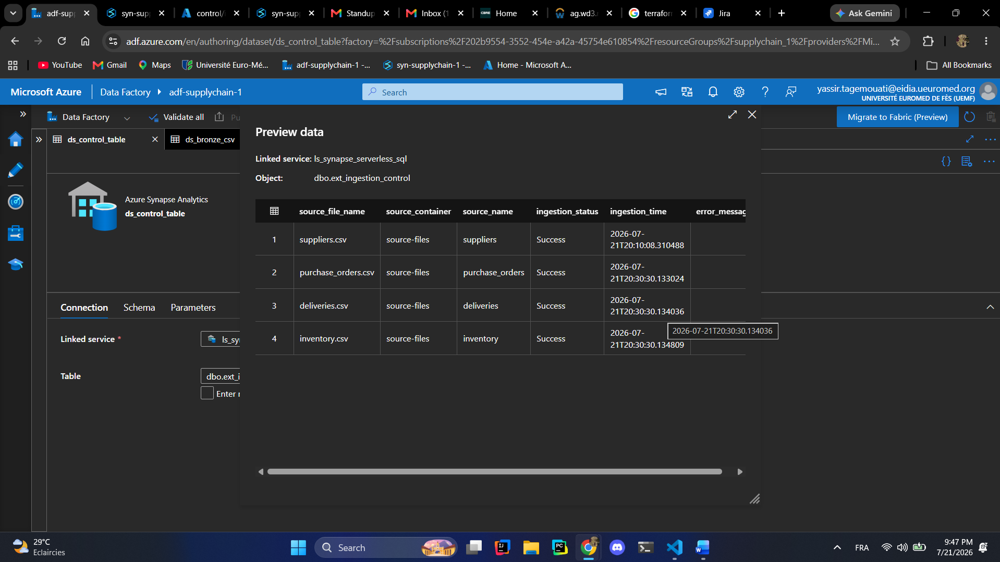 adf-supp
syn-supp
control/
syn-sup
Standup
Inbox (1
Home
ag.wd3.
terraform
Jira
Ask Gemini
adf.azure.com/en/authoring/dataset/ds_control_table?factory=%2Fsubscriptions%2F202b9554-3552-454e-a42a-45754e610854%2FresourceGroups%2Fsupplychain_1%2Fproviders%2FMi...
YouTube
Gmail
Maps
Université Euro-Mé...
adf-supplychain-1 -...
syn-supplychain-1 -...
Home - Microsoft A...
All Bookmarks
Microsoft Azure
Data Factory
adf-supplychain-1
Search
yassir.tagemouati@eidia.ueuromed.org
UNIVERSITÉ EUROMED DE FÈS (UEMF)
Data Factory
Validate all
Pu
Migrate to Fabric (Preview)
ds_control_table
ds_bronze_csv
Azure Synapse Analytics
ds_control_table
Connection
Schema
Parameters
Linked service *
ls_sy
Table
dbo.ext_i
Enter
Preview data
Linked service: ls_synapse_serverless_sql
Object: dbo.ext_ingestion_control
source_file_name source_container source_name ingestion_status ingestion_time error_messag
1 suppliers.csv source-files suppliers Success 2026-07-
21T20:10:08.310488
2 purchase_orders.csv source-files purchase_orders Success 2026-07-
21T20:30:30.133024
3 deliveries.csv source-files deliveries Success 2026-07-
21T20:30:30.134036
4 inventory.csv source-files inventory Success 2026-07-
21T20:30:30.134809
2026-07-21T20:30:30.134036
29°C
Eclaircies
Search
FRA
9:47 PM
7/21/2026